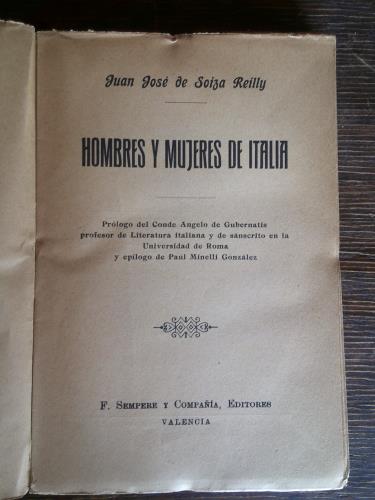 Juan José de Soiza Reilly
HOMBRES Y MUJERES DE ITALIA
Prólogo del Conde Angelo de Gubernatis
profesor de Literatura italiana y de sánscrito en la
Universidad de Roma
y epílogo de Paul Minelli González
F. SEMPERE Y COMPAÑÍA, EDITORES
VALENCIA